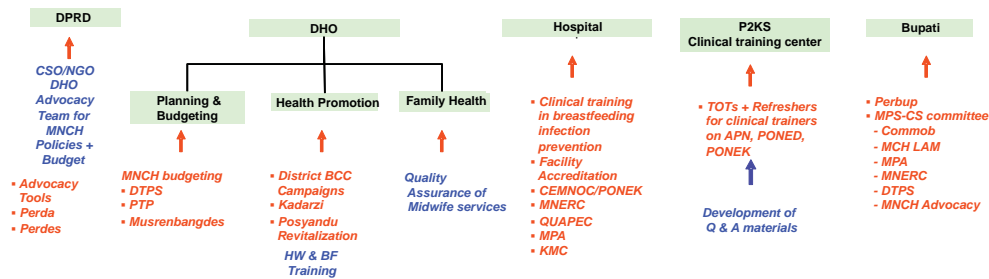 DPRD
CSO/NGO
DHO
Advocacy
Team for
MNCH
Policies +
Budget
▪ Advocacy
Tools
▪ Perda
▪ Perdes
DHO
Planning &
Budgeting
MNCH budgeting
▪ DTPS
▪ PTP
▪ Musrenbangdes
Health Promotion
▪ District BCC
Campaigns
▪ Kadarzi
▪ Posyandu
Revitalization
HW & BF
Training
Family Health
Quality
Assurance of
Midwife services
Hospital
▪ Clinical training
in breastfeeding
infection
prevention
▪ Facility
Accreditation
▪ CEMNOC/PONEK
▪ MNERC
▪ QUAPEC
▪ MPA
▪ KMC
P2KS
Clinical training center
▪ TOTs + Refreshers
for clinical trainers
on APN, PONED,
PONEK
Development of
Q & A materials
Bupati
▪ Perbup
▪ MPS-CS committee
- Commob
- MCH LAM
- MPA
- MNERC
- DTPS
- MNCH Advocacy